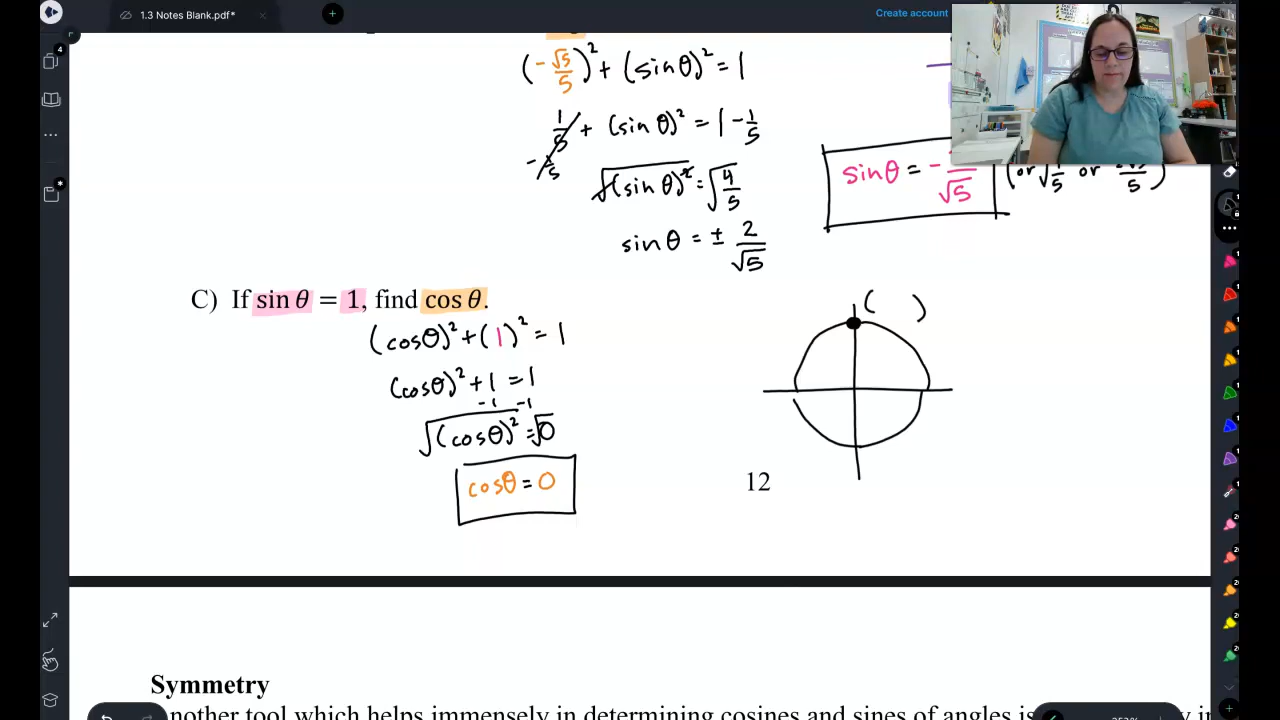 1.3 Notes Blank.pdf*
Create account
(-√5/5)² + (sin θ)² = 1
1/5 + (sin θ)² = 1 - 1/5
-1/5
√(sin θ)² = √4/5
sin θ = ± 2/√5
sin θ = - /√5 (or √ /5 or /5)
C) If sin θ = 1, find cos θ.
(cos θ)² + (1)² = 1
(cos θ)² + 1 = 1
-1 -1
√(cos θ)² = √0
cos θ = 0
( )
12
Symmetry
nother tool which helps immensely in determining cosines and sines of angles is